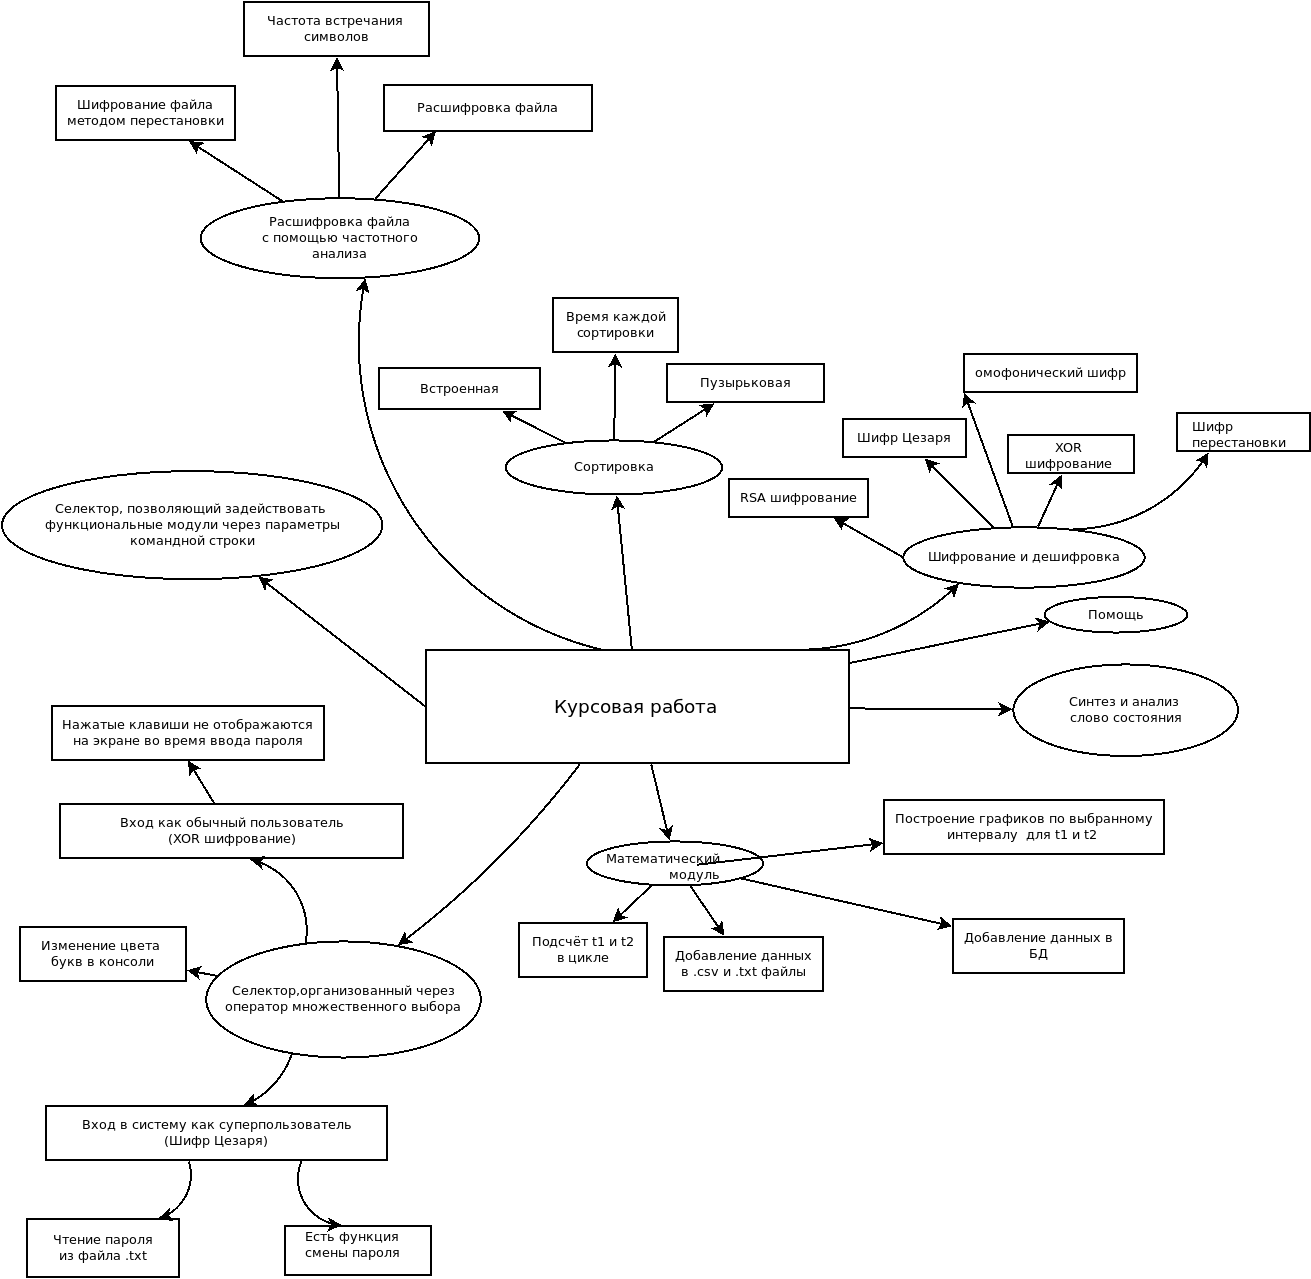 Частота встречания
символов
Шифрование файла
методом перестановки
Расшифровка файла
Расшифровка файла
с помощью частотного
анализа
Время каждой
сортировки
Встроенная
Пузырьковая
Сортировка
омофонический шифр
Шифр Цезаря
XOR
шифрование
Шифр
перестановки
RSA шифрование
Шифрование и дешифровка
Селектор, позволяющий задействовать
функциональные модули через параметры
командной строки
Помощь
Курсовая работа
Синтез и анализ
слово состояния
Нажатые клавиши не отображаются
на экране во время ввода пароля
Вход как обычный пользователь
(XOR шифрование)
Построение графиков по выбранному
интервалу для t1 и t2
Математический
модуль
Подсчёт t1 и t2
в цикле
Добавление данных
в .csv и .txt файлы
Добавление данных в
БД
Изменение цвета
букв в консоли
Селектор,организованный через
оператор множественного выбора
Вход в систему как суперпользователь
(Шифр Цезаря)
Чтение пароля
из файла .txt
Есть функция
смены пароля